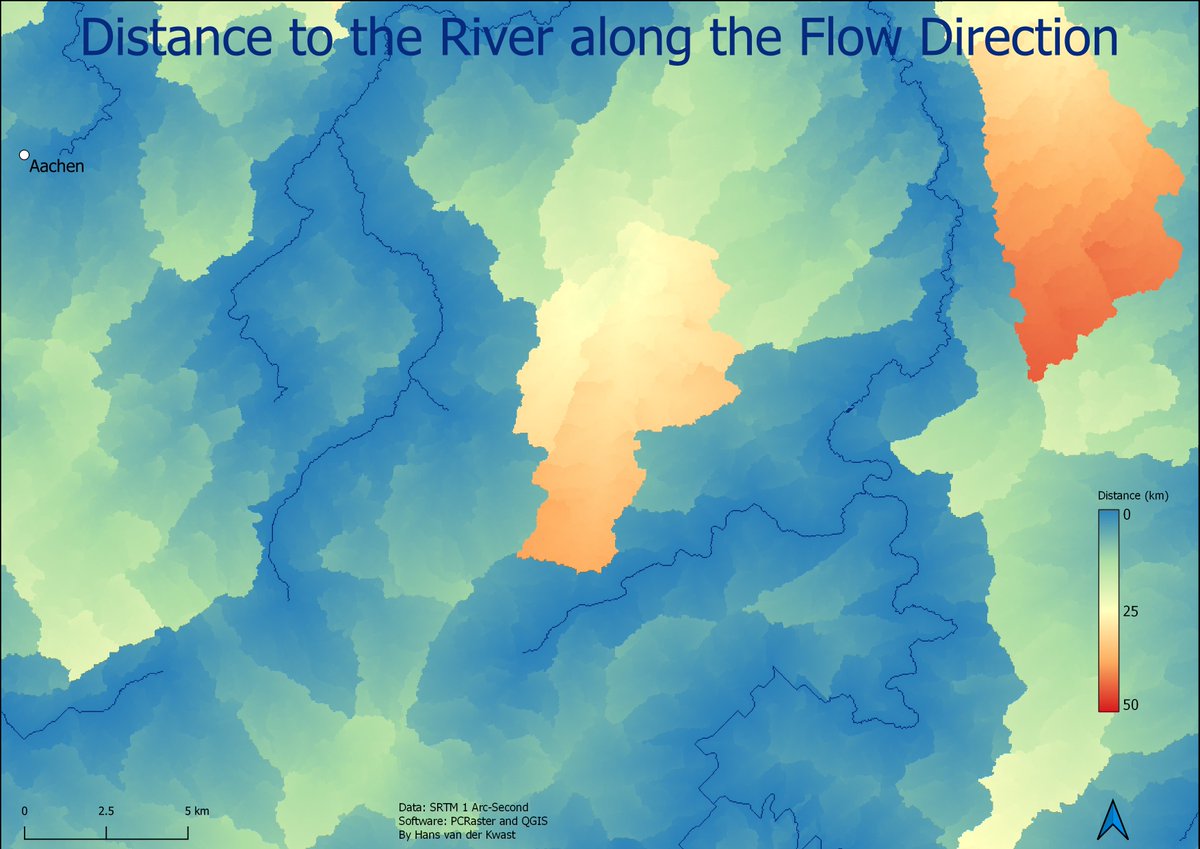 Distance to the River along the Flow Direction
Aachen
Distance (km)
0
25
50
0 2.5 5 km
Data: SRTM 1 Arc-Second
Software: PCRaster and QGIS
By Hans van der Kwast